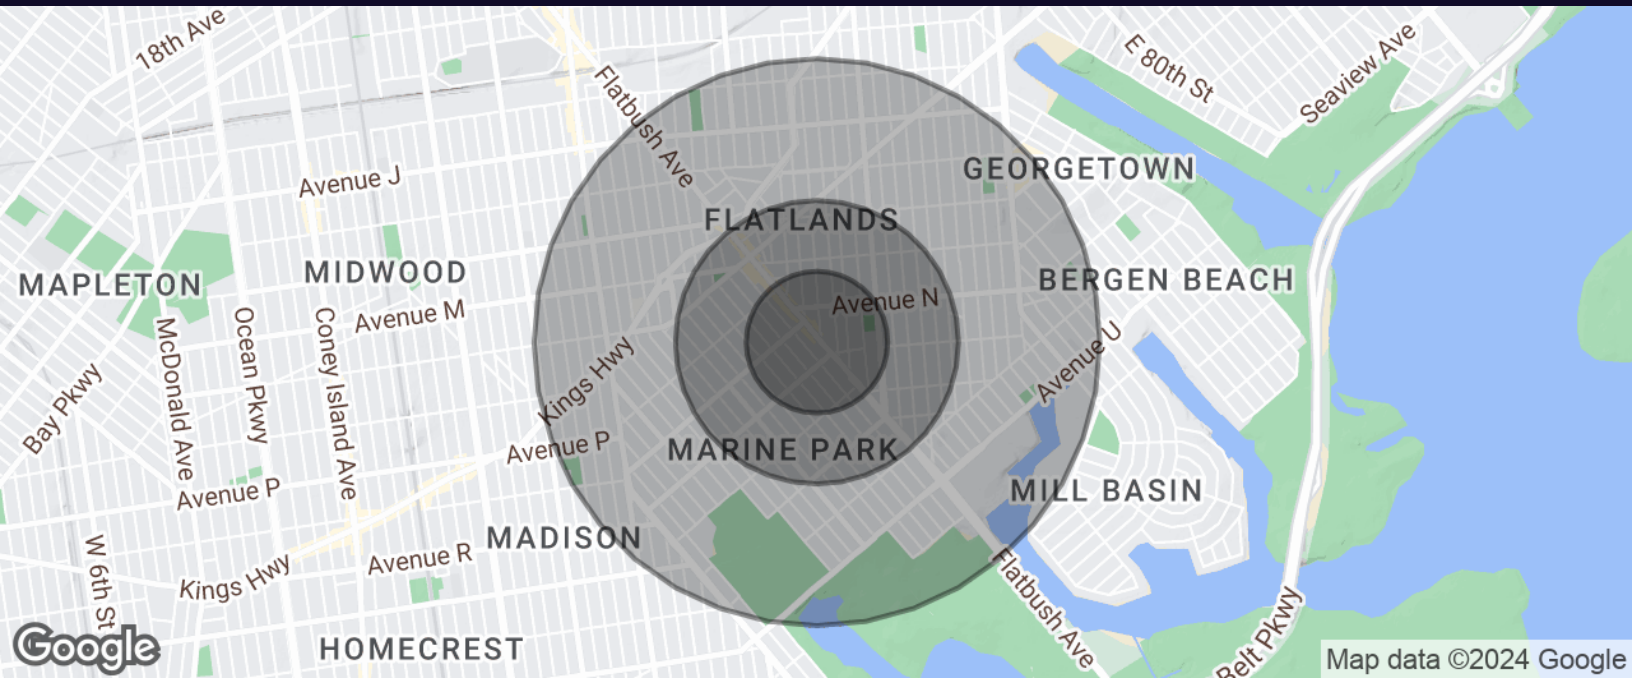 18th Ave
Flatbush Ave
E 80th St
Seaview Ave
Avenue J
GEORGETOWN
FLATLANDS
MAPLETON
MIDWOOD
BERGEN BEACH
Avenue N
Avenue M
Ocean Pkwy
Coney Island Ave
McDonald Ave
Bay Pkwy
Kings Hwy
Avenue U
Avenue P
MARINE PARK
Avenue P
MILL BASIN
MADISON
W 6th St
Avenue R
Kings Hwy
Flatbush Ave
Belt Pkwy
HOMECREST
Google
Map data ©2024 Google